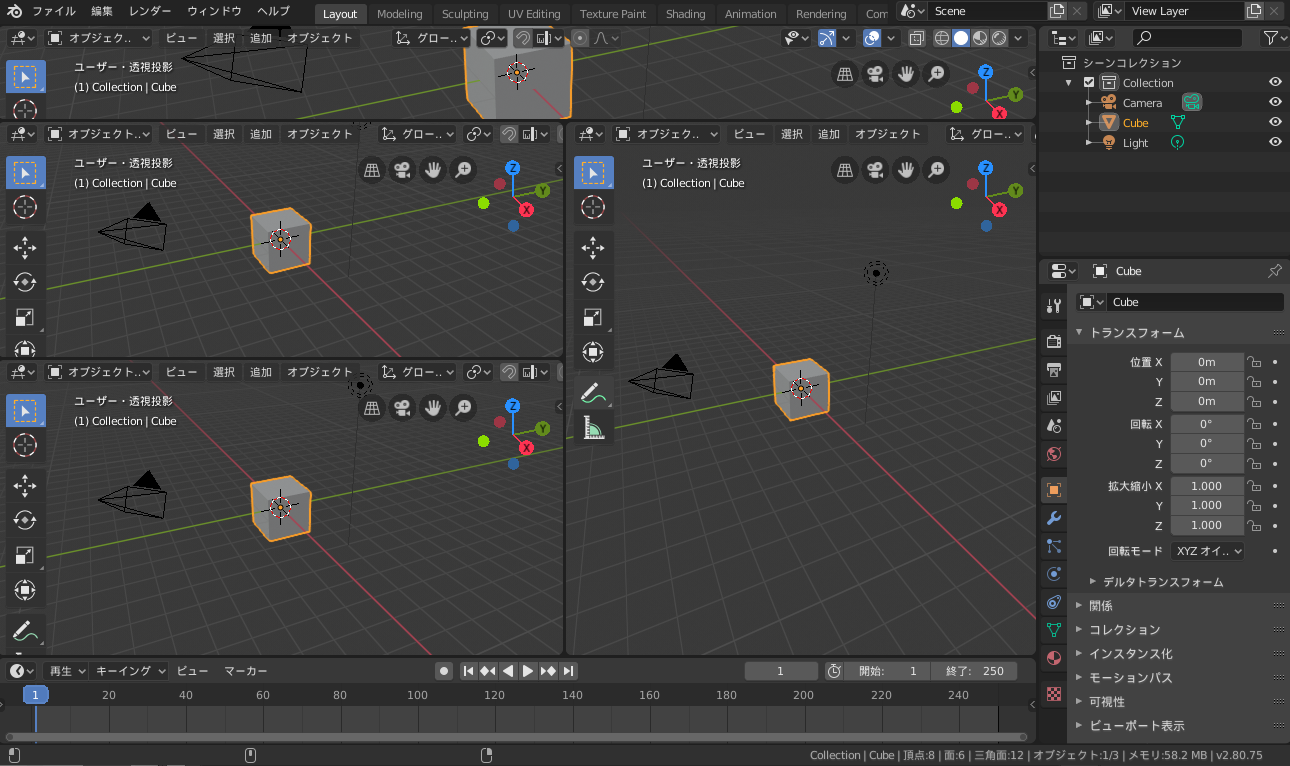 ファイル 編集 レンダー ウィンドウ ヘルプ Layout Modeling Sculpting UV Editing Texture Paint Shading Animation Rendering Com Scene View Layer
オブジェク.. ビュー 選択 追加 オブジェクト グロー..
ユーザー・透視投影
(1) Collection | Cube
Z
Y
X
オブジェクト.. ビュー 選択 追加 オブジェクト グロー..
ユーザー・透視投影
(1) Collection | Cube
Z
Y
X
オブジェクト.. ビュー 選択 追加 オブジェクト グロー..
ユーザー・透視投影
(1) Collection | Cube
Z
Y
X
オブジェクト.. ビュー 選択 追加 オブジェクト グロー..
ユーザー・透視投影
(1) Collection | Cube
Z
Y
X
シーンコレクション
Collection
Camera
Cube
Light
Cube
Cube
トランスフォーム
位置 X 0m
Y 0m
Z 0m
回転 X 0°
Y 0°
Z 0°
拡大縮小 X 1.000
Y 1.000
Z 1.000
回転モード XYZ オイ..
デルタトランスフォーム
関係
コレクション
インスタンス化
モーションパス
可視性
ビューポート表示
再生 キーイング ビュー マーカー 1 開始: 1 終了: 250
1 20 40 60 80 100 120 140 160 180 200 220 240
Collection | Cube | 頂点:8 | 面:6 | 三角面:12 | オブジェクト:1/3 | メモリ:58.2 MB | v2.80.75